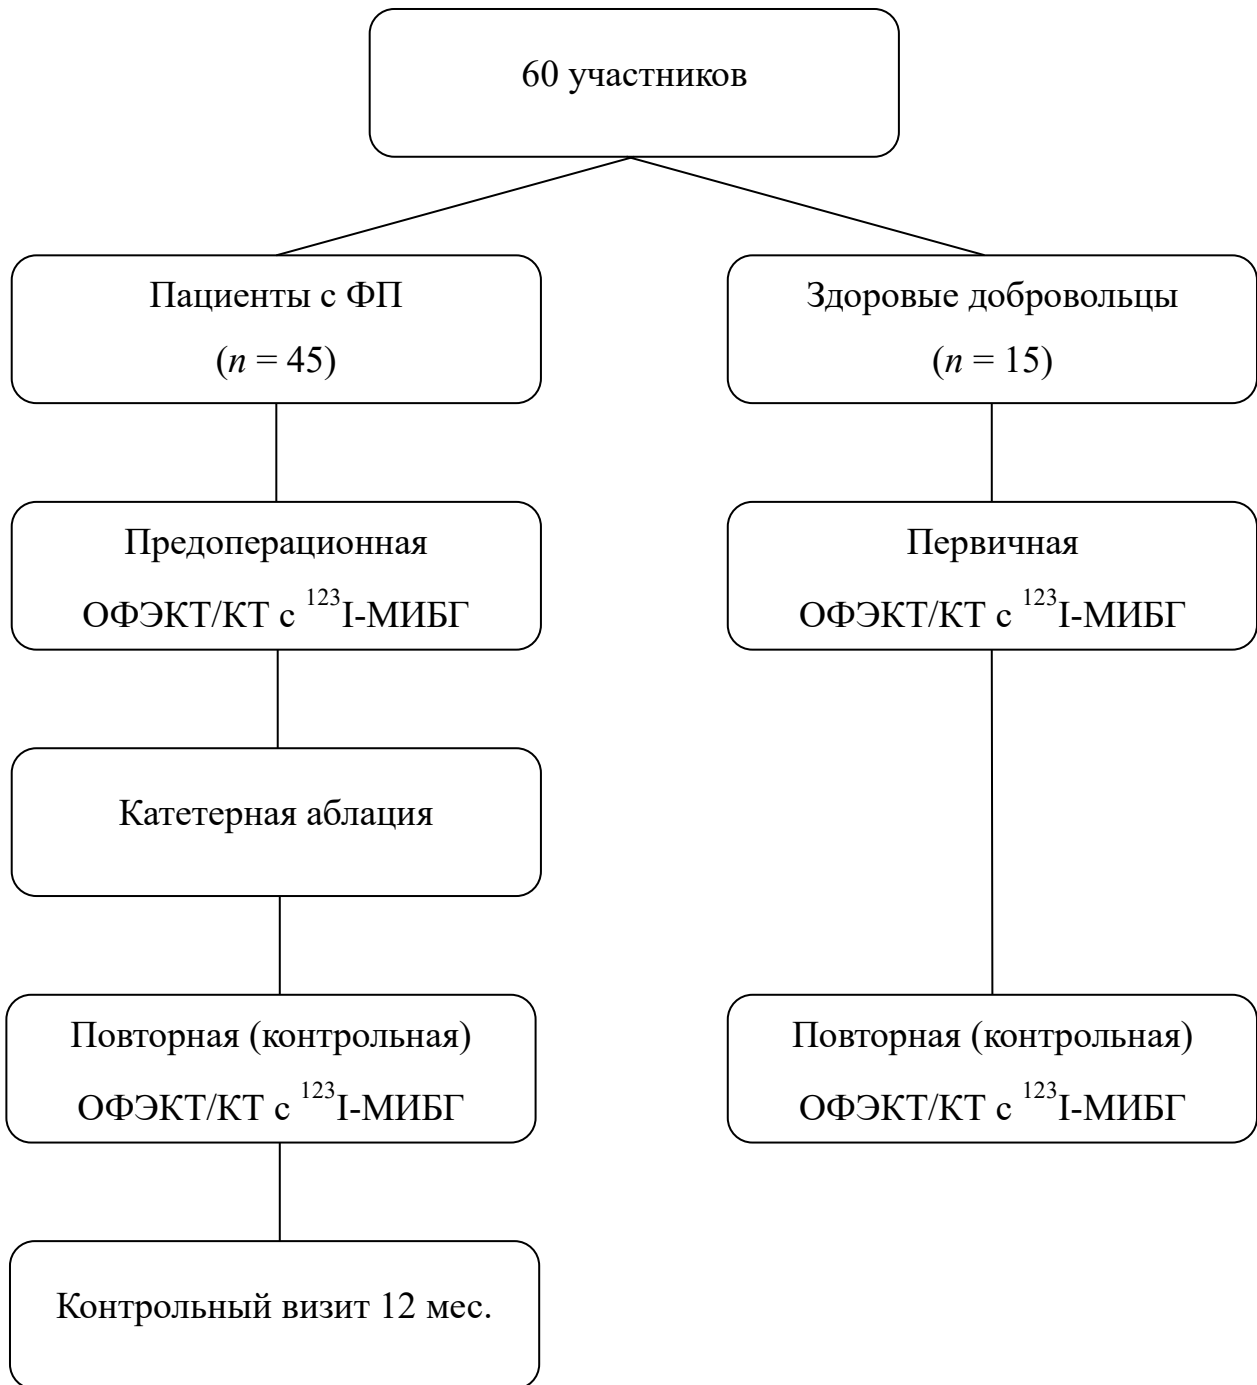 60 участников
Пациенты с ФП
(n = 45)
Здоровые добровольцы
(n = 15)
Предоперационная
ОФЭКТ/КТ с ¹²³I-МИБГ
Первичная
ОФЭКТ/КТ с ¹²³I-МИБГ
Катетерная аблация
Повторная (контрольная)
ОФЭКТ/КТ с ¹²³I-МИБГ
Повторная (контрольная)
ОФЭКТ/КТ с ¹²³I-МИБГ
Контрольный визит 12 мес.